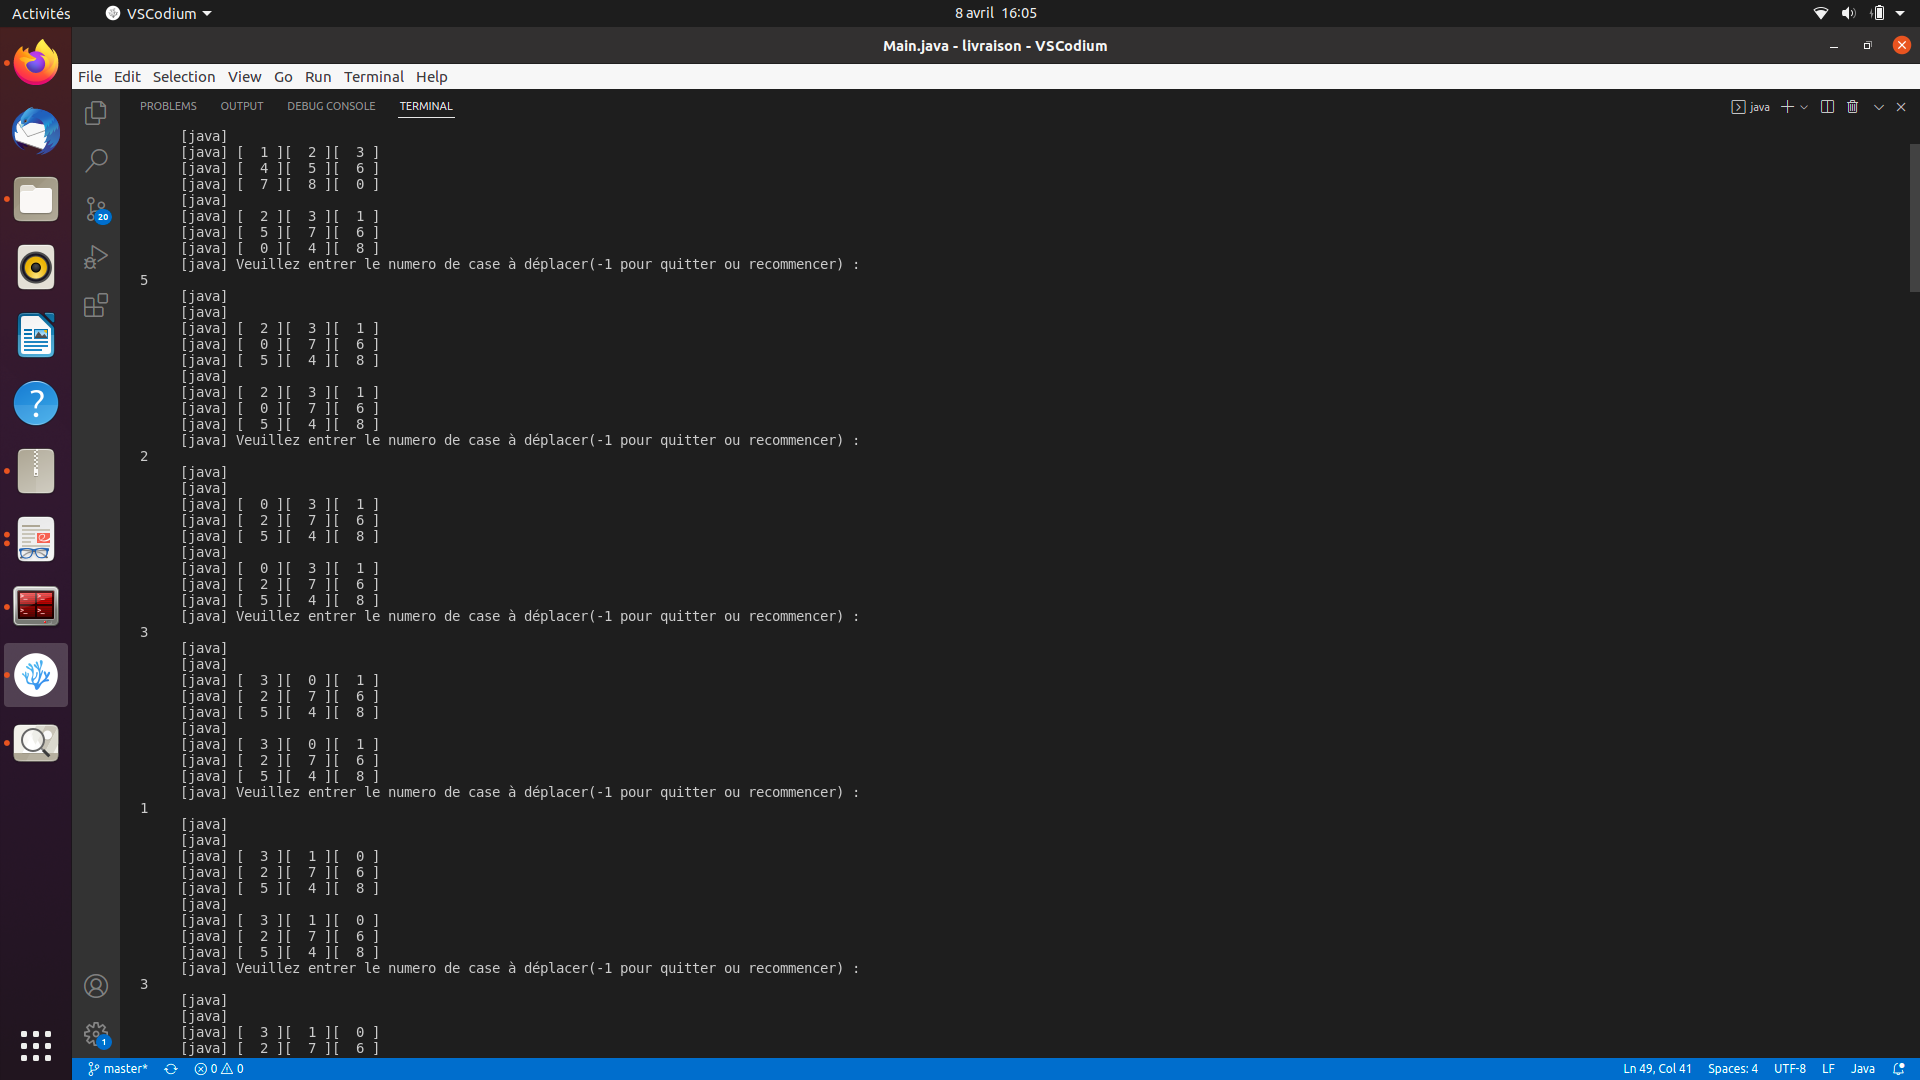 Activités VSCodium 8 avril 16:05
Main.java - livraison - VSCodium
File Edit Selection View Go Run Terminal Help
PROBLEMS OUTPUT DEBUG CONSOLE TERMINAL java
[java]
[java] [ 1 ][ 2 ][ 3 ]
[java] [ 4 ][ 5 ][ 6 ]
[java] [ 7 ][ 8 ][ 0 ]
[java]
[java] [ 2 ][ 3 ][ 1 ]
[java] [ 5 ][ 7 ][ 6 ]
[java] [ 0 ][ 4 ][ 8 ]
[java] Veuillez entrer le numero de case à déplacer(-1 pour quitter ou recommencer) :
5
[java]
[java]
[java] [ 2 ][ 3 ][ 1 ]
[java] [ 0 ][ 7 ][ 6 ]
[java] [ 5 ][ 4 ][ 8 ]
[java]
[java] [ 2 ][ 3 ][ 1 ]
[java] [ 0 ][ 7 ][ 6 ]
[java] [ 5 ][ 4 ][ 8 ]
[java] Veuillez entrer le numero de case à déplacer(-1 pour quitter ou recommencer) :
2
[java]
[java]
[java] [ 0 ][ 3 ][ 1 ]
[java] [ 2 ][ 7 ][ 6 ]
[java] [ 5 ][ 4 ][ 8 ]
[java]
[java] [ 0 ][ 3 ][ 1 ]
[java] [ 2 ][ 7 ][ 6 ]
[java] [ 5 ][ 4 ][ 8 ]
[java] Veuillez entrer le numero de case à déplacer(-1 pour quitter ou recommencer) :
3
[java]
[java]
[java] [ 3 ][ 0 ][ 1 ]
[java] [ 2 ][ 7 ][ 6 ]
[java] [ 5 ][ 4 ][ 8 ]
[java]
[java] [ 3 ][ 0 ][ 1 ]
[java] [ 2 ][ 7 ][ 6 ]
[java] [ 5 ][ 4 ][ 8 ]
[java] Veuillez entrer le numero de case à déplacer(-1 pour quitter ou recommencer) :
1
[java]
[java]
[java] [ 3 ][ 1 ][ 0 ]
[java] [ 2 ][ 7 ][ 6 ]
[java] [ 5 ][ 4 ][ 8 ]
[java]
[java] [ 3 ][ 1 ][ 0 ]
[java] [ 2 ][ 7 ][ 6 ]
[java] [ 5 ][ 4 ][ 8 ]
[java] Veuillez entrer le numero de case à déplacer(-1 pour quitter ou recommencer) :
3
[java]
[java]
[java] [ 3 ][ 1 ][ 0 ]
[java] [ 2 ][ 7 ][ 6 ]
20
1
master* 0 0 Ln 49, Col 41 Spaces: 4 UTF-8 LF Java